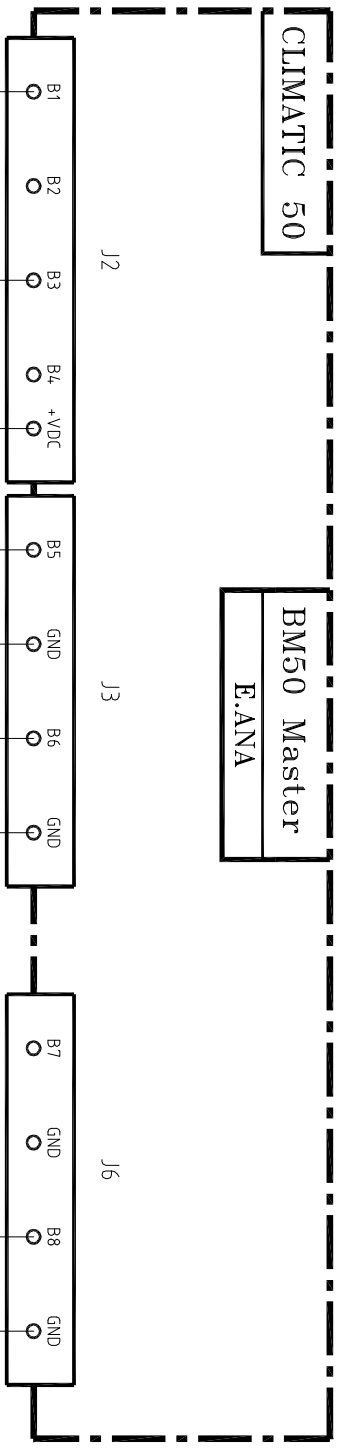 CLIMATIC 50
BM50 Master
E.ANA
J2
J3
J6
B1 B2 B3 B4 +VDC
B5 GND B6 GND
B7 GND B8 GND